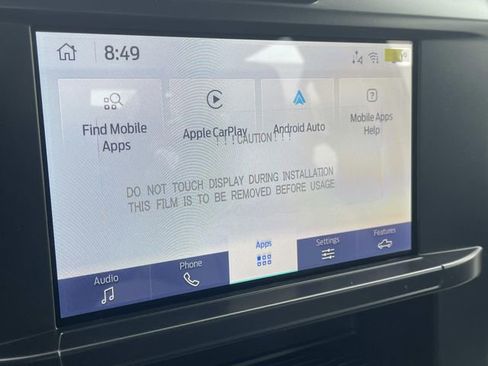 8:49
Find Mobile
Apps
Apple CarPlay
Android Auto
Mobile Apps
Help
!!!CAUTION!!!
DO NOT TOUCH DISPLAY DURING INSTALLATION
THIS FILM IS TO BE REMOVED BEFORE USAGE
Audio
Phone
Apps
Settings
Features